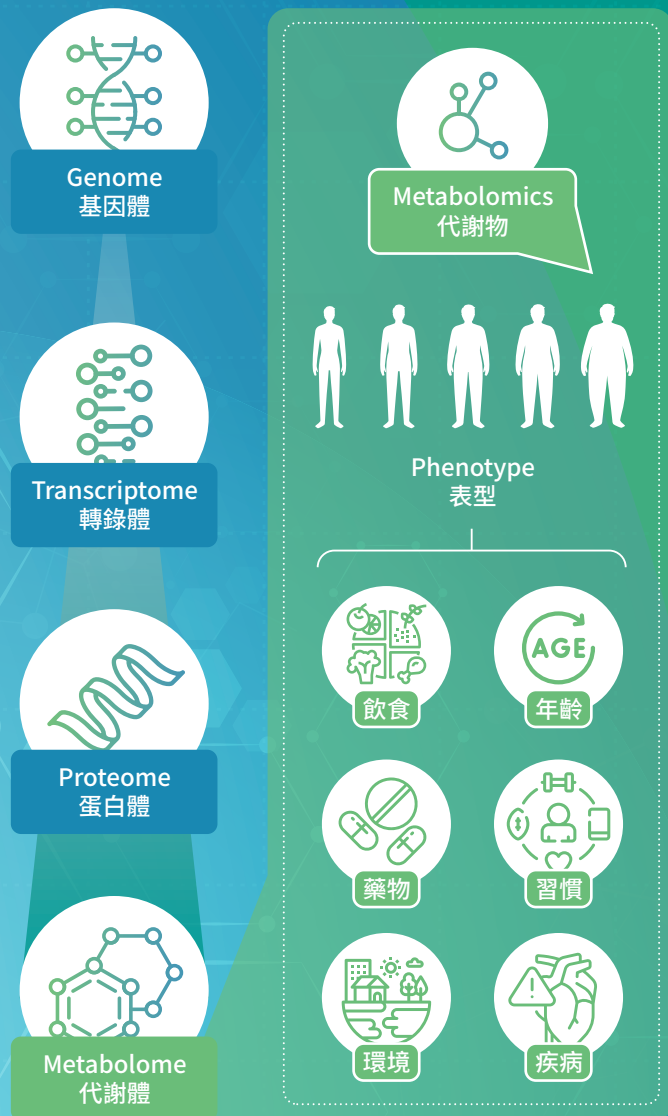 Genome
基因體
Transcriptome
轉錄體
Proteome
蛋白體
Metabolome
代謝體
Metabolomics
代謝物
Phenotype
表型
飲食
AGE
年齡
藥物
習慣
環境
疾病